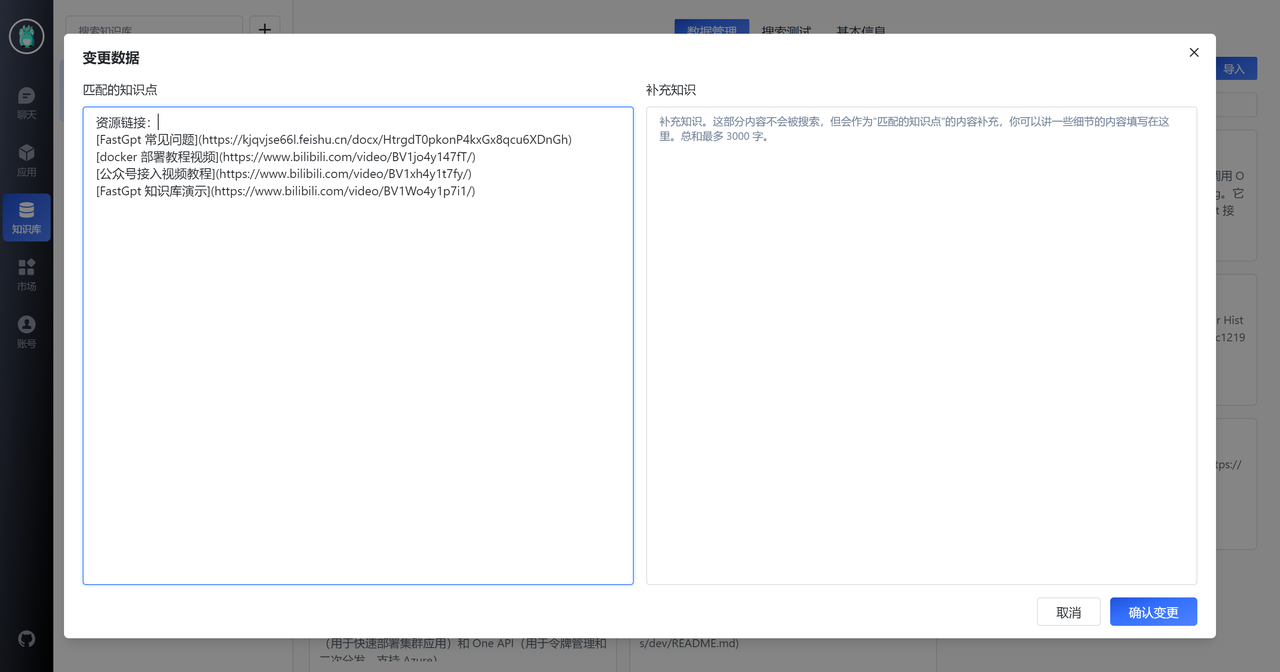 搜索知识库
数据管理
搜索测试
基本信息
导入
聊天
应用
知识库
市场
账号
变更数据
匹配的知识点
资源链接：
[FastGpt 常见问题](https://kjqvjse66l.feishu.cn/docx/HtrgdT0pkonP4kxGx8qcu6XDnGh)
[docker 部署教程视频](https://www.bilibili.com/video/BV1jo4y147fT/)
[公众号接入视频教程](https://www.bilibili.com/video/BV1xh4y1t7fy/)
[FastGpt 知识库演示](https://www.bilibili.com/video/BV1Wo4y1p7i1/)
补充知识
补充知识。这部分内容不会被搜索，但会作为"匹配的知识点"的内容补充，你可以讲一些细节的内容填写在这
里。总和最多 3000 字。
调用 O
。它
t 接
r Hist
c1219
tps://
取消
确认变更
（用于快速部署集群应用）和 One API（用于令牌管理和
二次分发，支持 Azure）
s/dev/README.md)